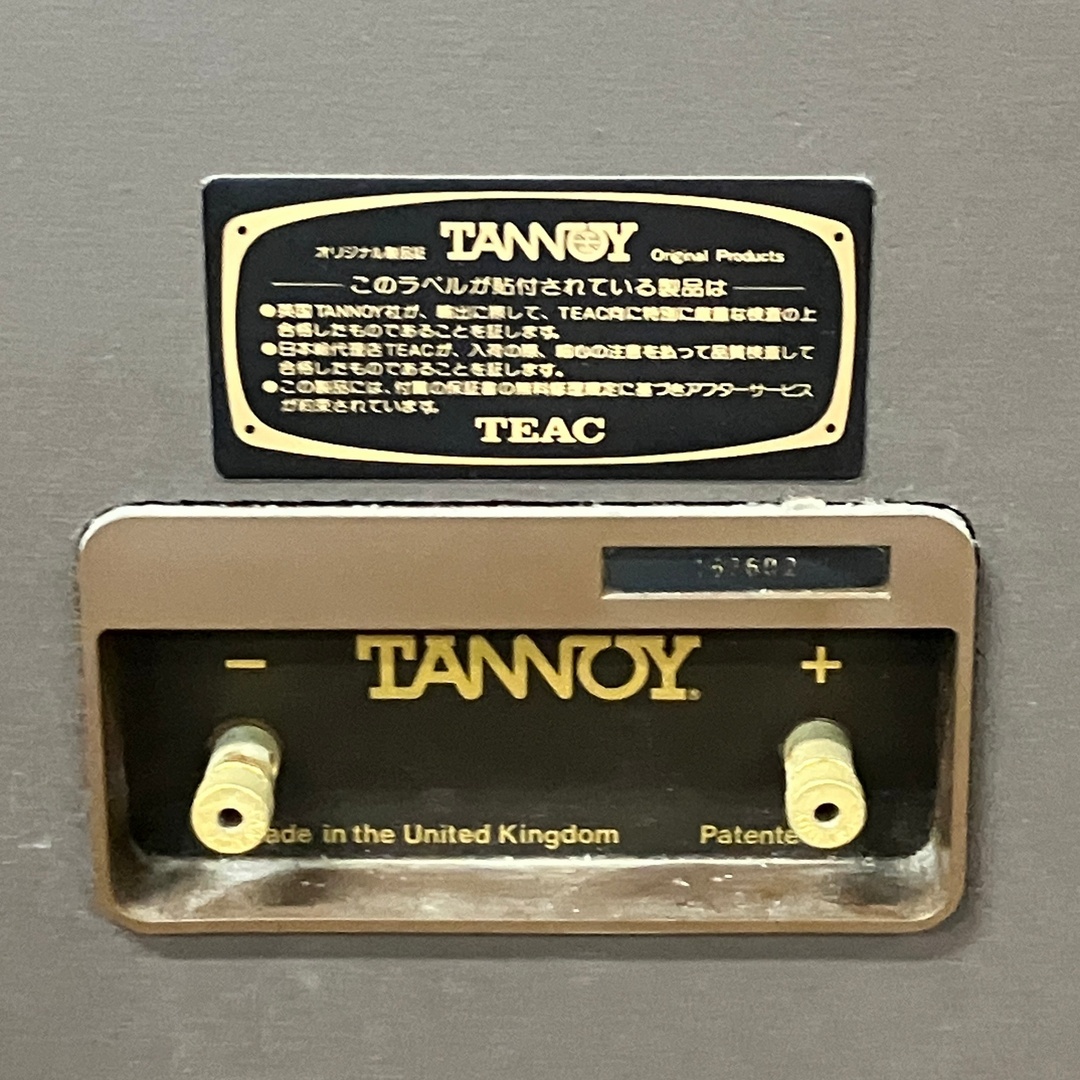 オリジナル製品証 TANNOY Original Products
このラベルが貼付されている製品は
●英国TANNOY社が、輸出に際して、TEAC向に特別に厳重な検査の上
合格したものであることを証します。
●日本総代理店TEACが、入荷の際、細心の注意を払って品質検査して
合格したものであることを証します。
●この製品には、付属の保証書の無料修理規定に基づきアフターサービス
が約束されています。
TEAC
− TANNOY® +
in the United Kingdom